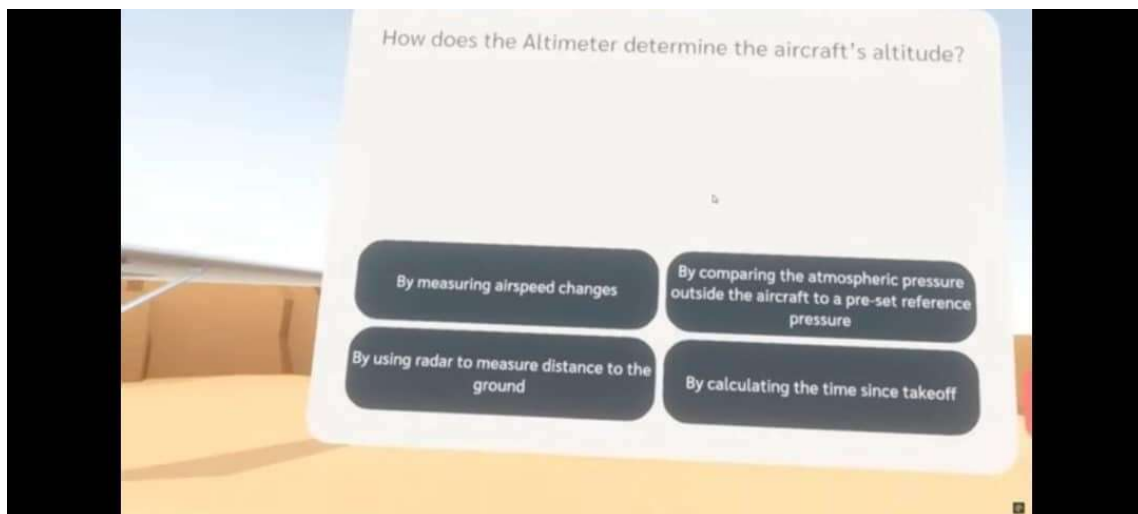 How does the Altimeter determine the aircraft's altitude?
By measuring airspeed changes
By comparing the atmospheric pressure
outside the aircraft to a pre-set reference
pressure
By using radar to measure distance to the
ground
By calculating the time since takeoff